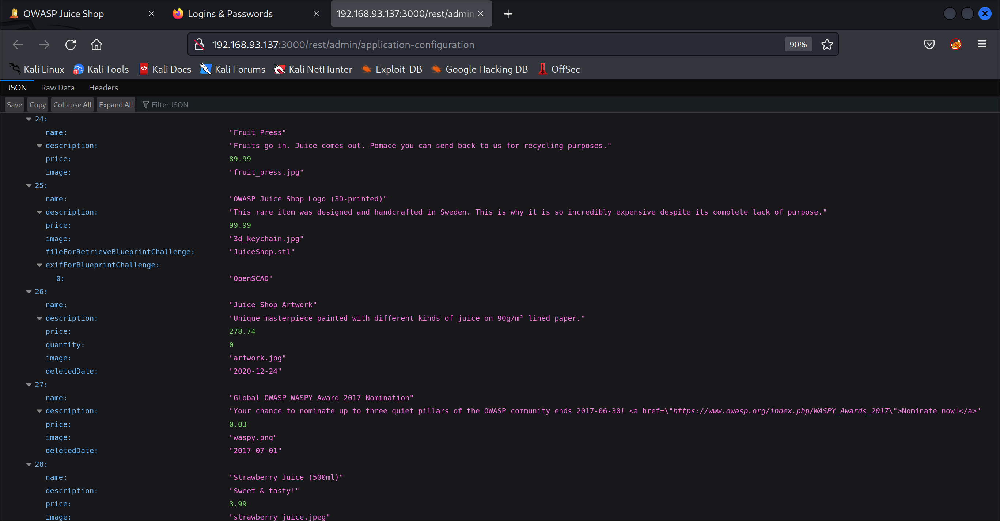 OWASP Juice Shop
Logins & Passwords
192.168.93.137:3000/rest/admin
192.168.93.137:3000/rest/admin/application-configuration
90%
Kali Linux Kali Tools Kali Docs Kali Forums Kali NetHunter Exploit-DB Google Hacking DB OffSec
JSON Raw Data Headers
Save Copy Collapse All Expand All Filter JSON
24:
name: "Fruit Press"
description: "Fruits go in. Juice comes out. Pomace you can send back to us for recycling purposes."
price: 89.99
image: "fruit_press.jpg"
25:
name: "OWASP Juice Shop Logo (3D-printed)"
description: "This rare item was designed and handcrafted in Sweden. This is why it is so incredibly expensive despite its complete lack of purpose."
price: 99.99
image: "3d_keychain.jpg"
fileForRetrieveBlueprintChallenge: "JuiceShop.stl"
exifForBlueprintChallenge:
0: "OpenSCAD"
26:
name: "Juice Shop Artwork"
description: "Unique masterpiece painted with different kinds of juice on 90g/m² lined paper."
price: 278.74
quantity: 0
image: "artwork.jpg"
deletedDate: "2020-12-24"
27:
name: "Global OWASP WASPY Award 2017 Nomination"
description: "Your chance to nominate up to three quiet pillars of the OWASP community ends 2017-06-30! <a href=\"https://www.owasp.org/index.php/WASPY_Awards_2017\">Nominate now!</a>"
price: 0.03
image: "waspy.png"
deletedDate: "2017-07-01"
28:
name: "Strawberry Juice (500ml)"
description: "Sweet & tasty!"
price: 3.99
image: "strawberry_juice.jpeg"